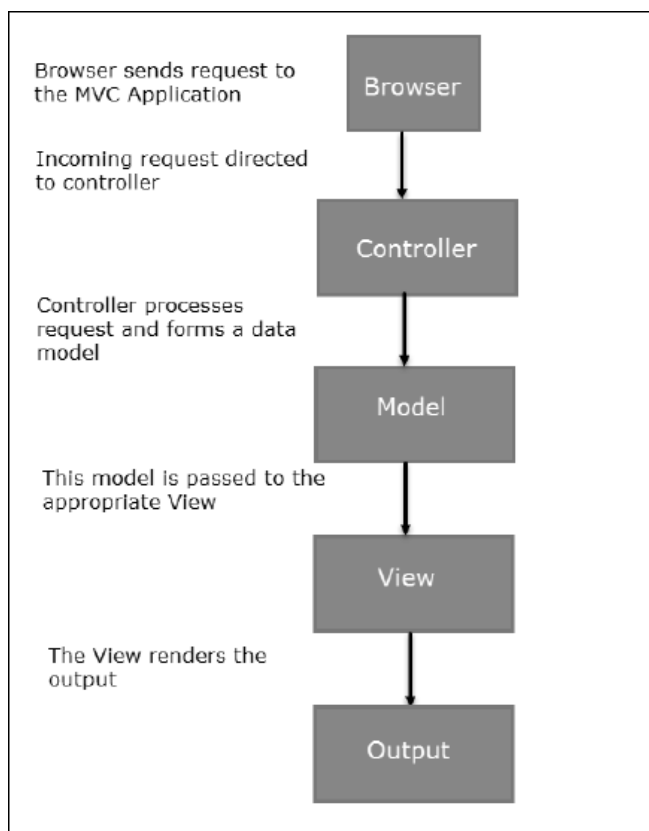 Browser sends request to
the MVC Application
Browser
Incoming request directed
to controller
Controller
Controller processes
request and forms a data
model
Model
This model is passed to the
appropriate View
View
The View renders the
output
Output